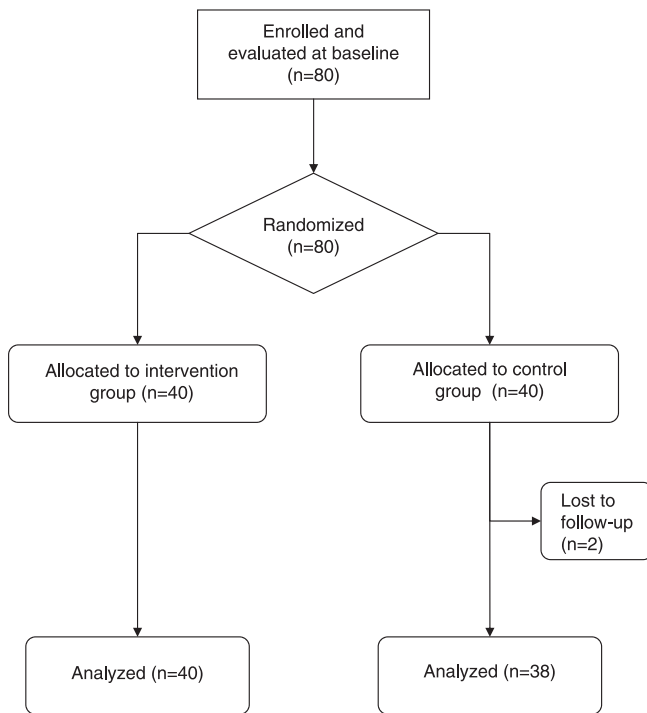 Enrolled and
evaluated at baseline
(n=80)
Randomized
(n=80)
Allocated to intervention
group (n=40)
Allocated to control
group (n=40)
Lost to
follow-up
(n=2)
Analyzed (n=40)
Analyzed (n=38)